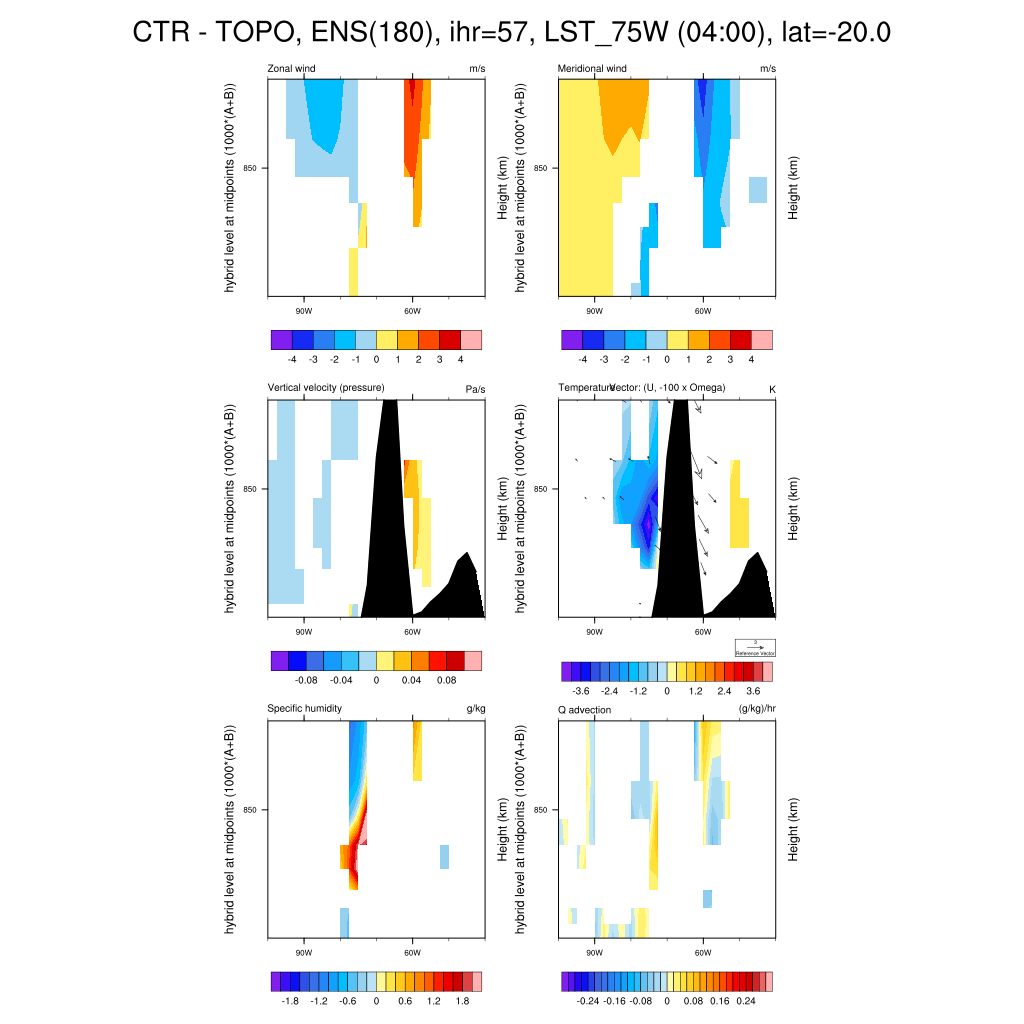 CTR - TOPO, ENS(180), ihr=57, LST_75W (04:00), lat=-20.0
Zonal wind m/s
hybrid level at midpoints (1000*(A+B))
850
Height (km)
90W 60W
-4 -3 -2 -1 0 1 2 3 4
Meridional wind m/s
hybrid level at midpoints (1000*(A+B))
850
Height (km)
90W 60W
-4 -3 -2 -1 0 1 2 3 4
Vertical velocity (pressure) Pa/s
hybrid level at midpoints (1000*(A+B))
850
Height (km)
90W 60W
-0.08 -0.04 0 0.04 0.08
Temperature Vector: (U, -100 x Omega) K
hybrid level at midpoints (1000*(A+B))
850
Height (km)
90W 60W
3
Reference Vector
-3.6 -2.4 -1.2 0 1.2 2.4 3.6
Specific humidity g/kg
hybrid level at midpoints (1000*(A+B))
850
Height (km)
90W 60W
-1.8 -1.2 -0.6 0 0.6 1.2 1.8
Q advection (g/kg)/hr
hybrid level at midpoints (1000*(A+B))
850
Height (km)
90W 60W
-0.24 -0.16 -0.08 0 0.08 0.16 0.24